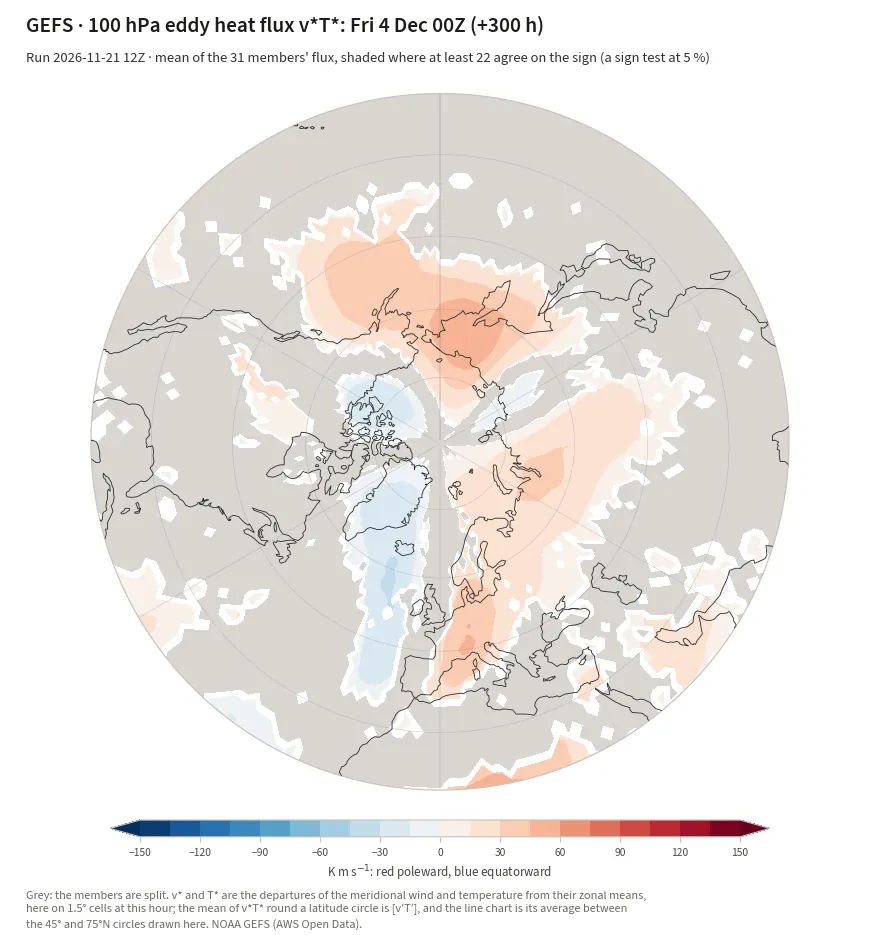 GEFS · 100 hPa eddy heat flux v*T*: Fri 4 Dec 00Z (+300 h)
Run 2026-11-21 12Z · mean of the 31 members' flux, shaded where at least 22 agree on the sign (a sign test at 5 %)
−150 −120 −90 −60 −30 0 30 60 90 120 150
K m s⁻¹: red poleward, blue equatorward
Grey: the members are split. v* and T* are the departures of the meridional wind and temperature from their zonal means,
here on 1.5° cells at this hour; the mean of v*T* round a latitude circle is [v'T'], and the line chart is its average between
the 45° and 75°N circles drawn here. NOAA GEFS (AWS Open Data).